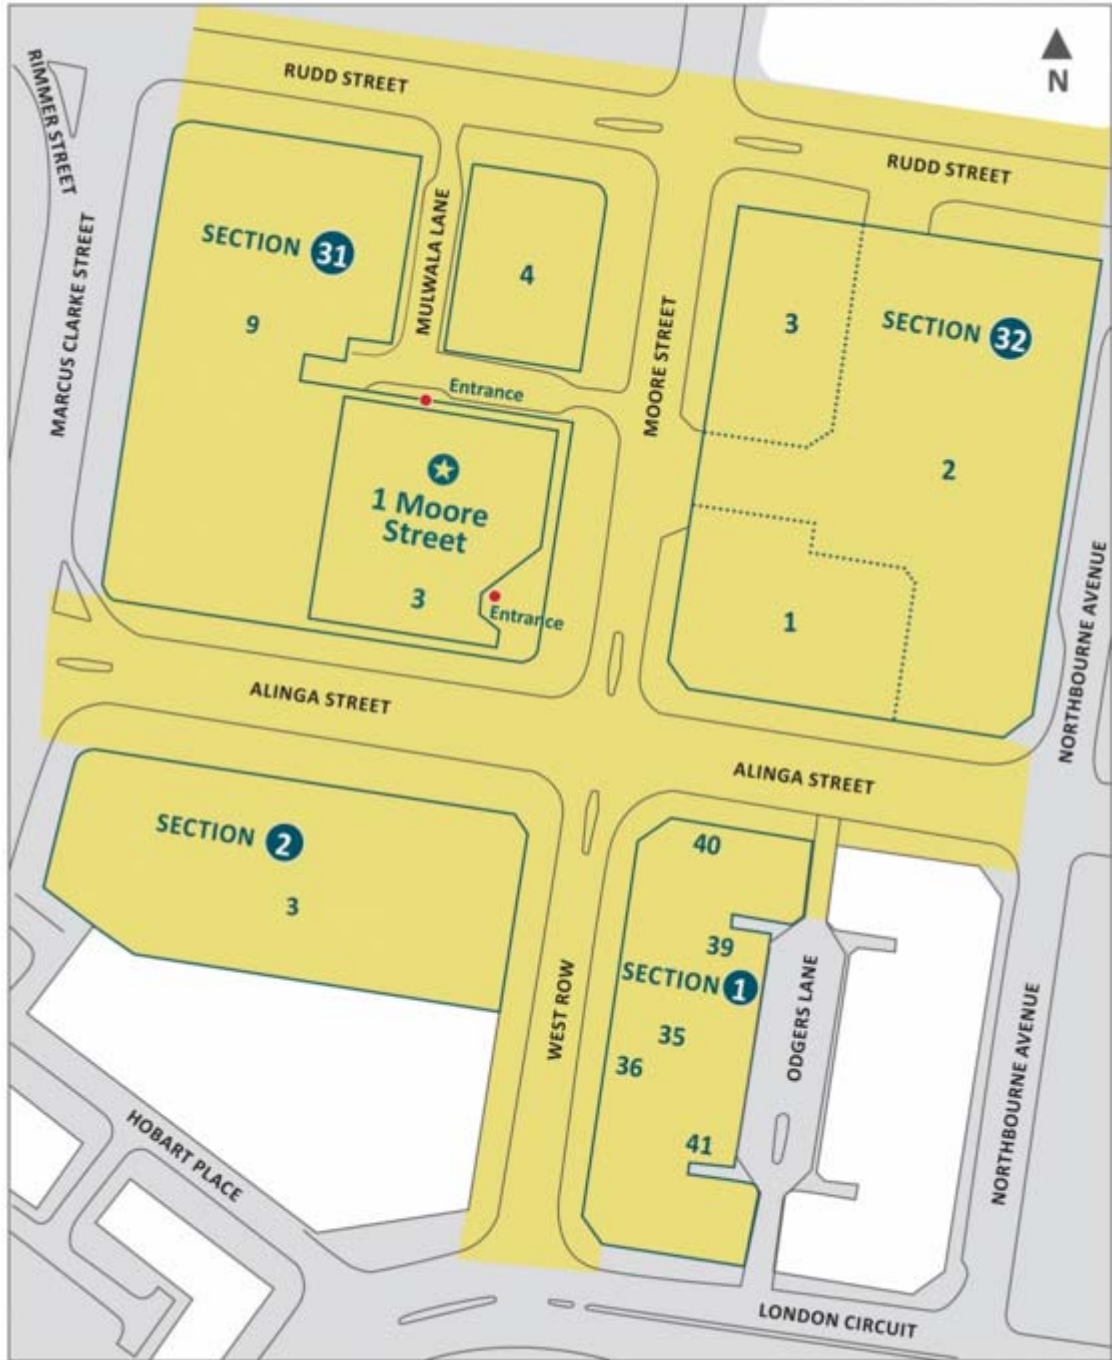 N
RUDD STREET
RIMMER STREET
RUDD STREET
MARCUS CLARKE STREET
SECTION 31
9
MULWALA LANE
4
MOORE STREET
3
SECTION 32
2
1
Entrance
1 Moore
Street
3
Entrance
NORTHBOURNE AVENUE
ALINGA STREET
ALINGA STREET
SECTION 2
3
WEST ROW
40
39
SECTION 1
35
36
41
ODGERS LANE
NORTHBOURNE AVENUE
HOBART PLACE
LONDON CIRCUIT